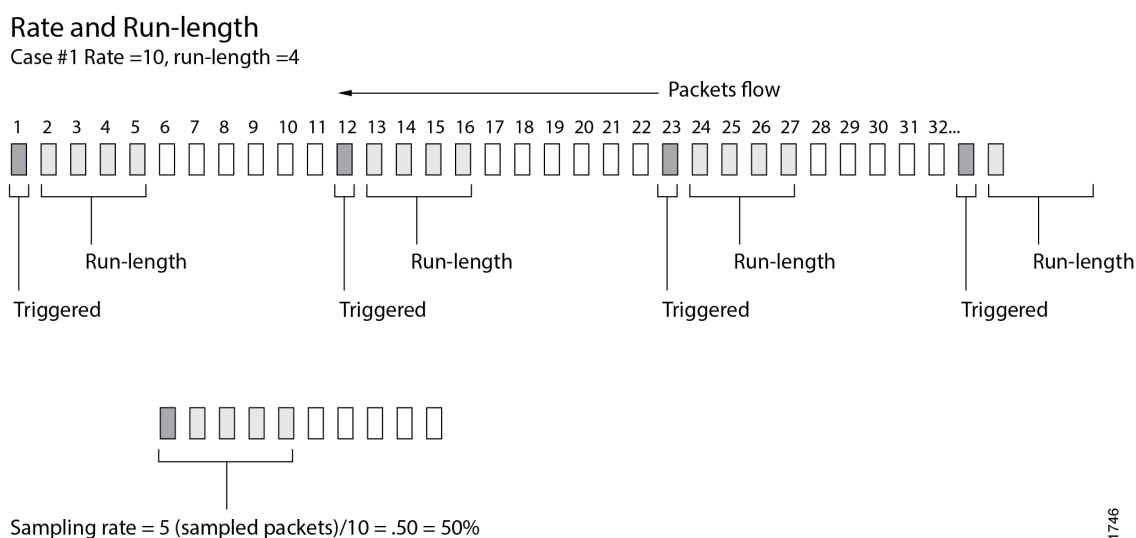 Rate and Run-length
Case #1 Rate =10, run-length =4
Packets flow
1 2 3 4 5 6 7 8 9 10 11 12 13 14 15 16 17 18 19 20 21 22 23 24 25 26 27 28 29 30 31 32...
Run-length Run-length Run-length Run-length
Triggered Triggered Triggered Triggered
Sampling rate = 5 (sampled packets)/10 = .50 = 50%
1746